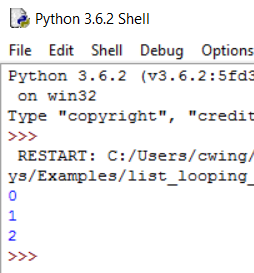 Python 3.6.2 Shell
File Edit Shell Debug Options
Python 3.6.2 (v3.6.2:5fd3
on win32
Type "copyright", "credit
>>>
RESTART: C:/Users/cwing/
ys/Examples/list_looping_
0
1
2
>>>